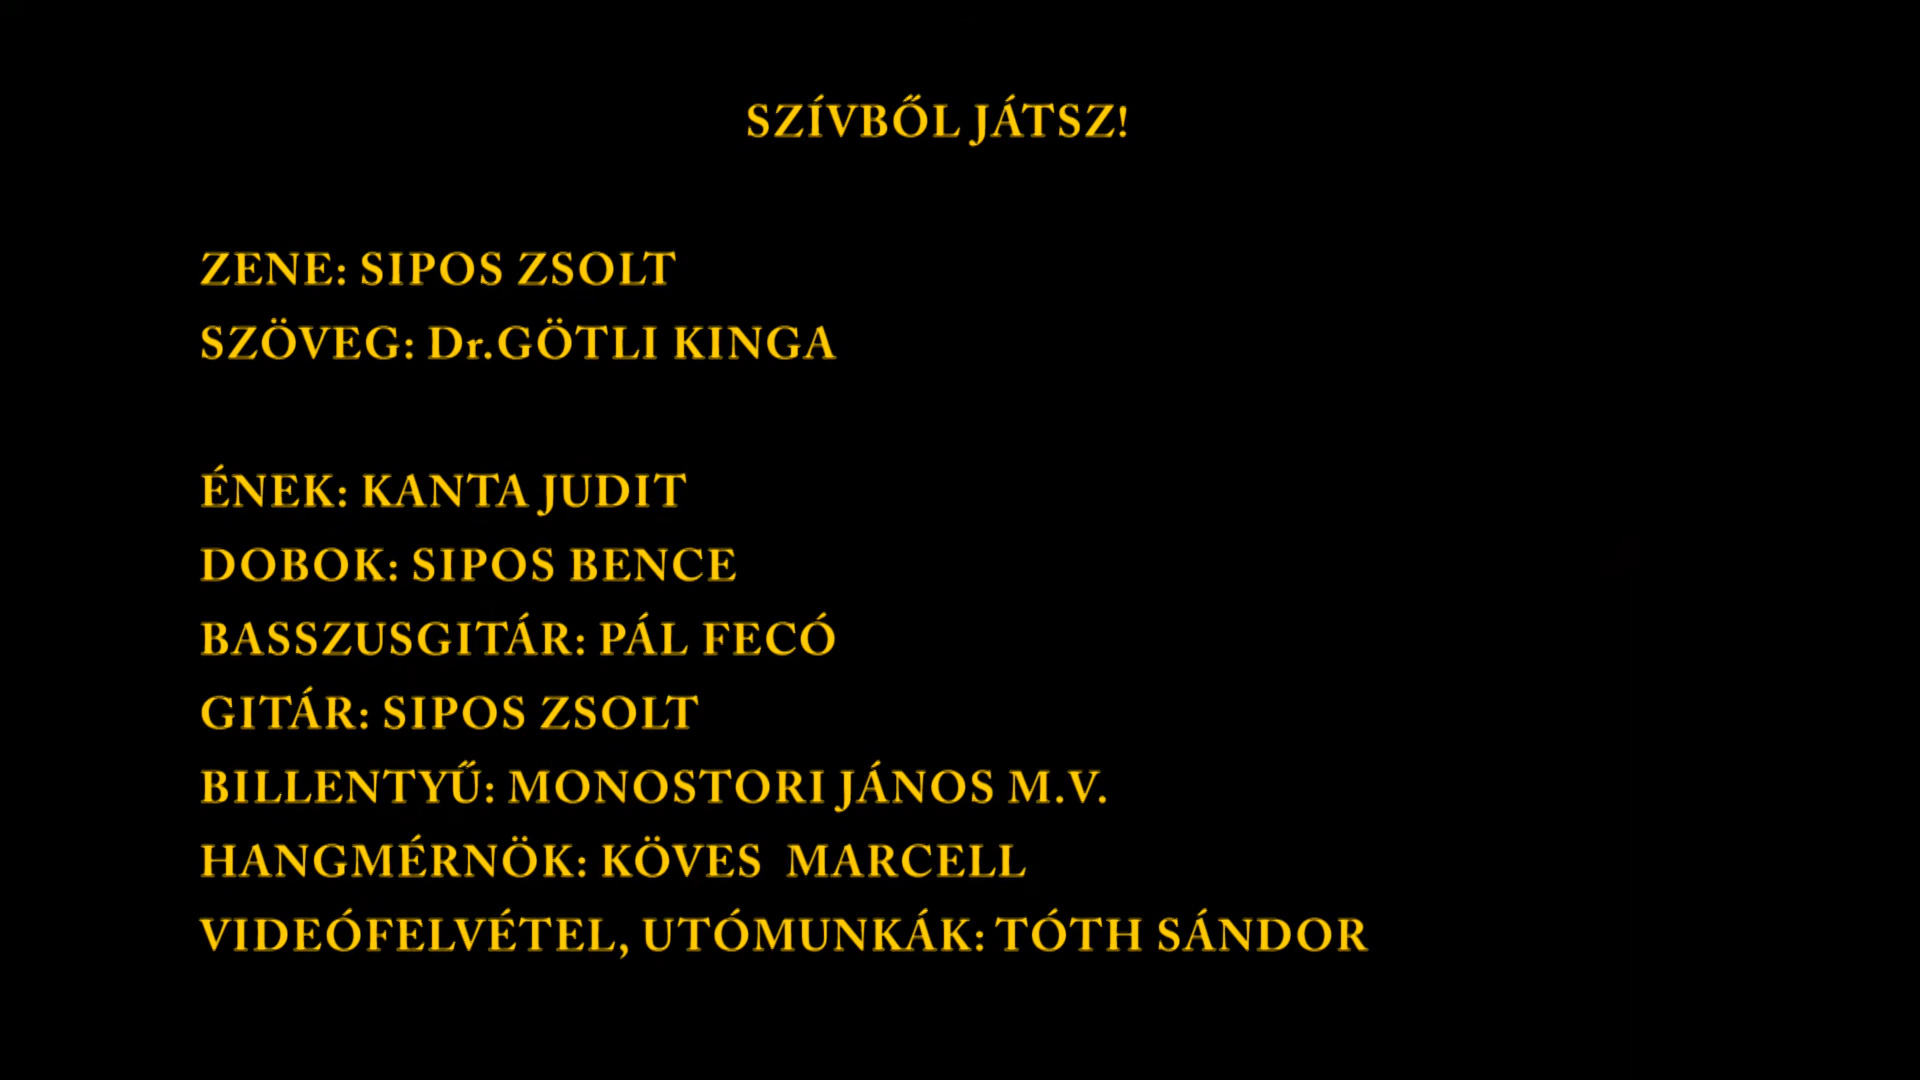 SZÍVBŐL JÁTSZ!
ZENE: SIPOS ZSOLT
SZÖVEG: Dr.GÖTLI KINGA
ÉNEK: KANTA JUDIT
DOBOK: SIPOS BENCE
BASSZUSGITÁR: PÁL FECÓ
GITÁR: SIPOS ZSOLT
BILLENTYŰ: MONOSTORI JÁNOS M.V.
HANGMÉRNÖK: KÖVES  MARCELL
VIDEÓFELVÉTEL, UTÓMUNKÁK: TÓTH SÁNDOR